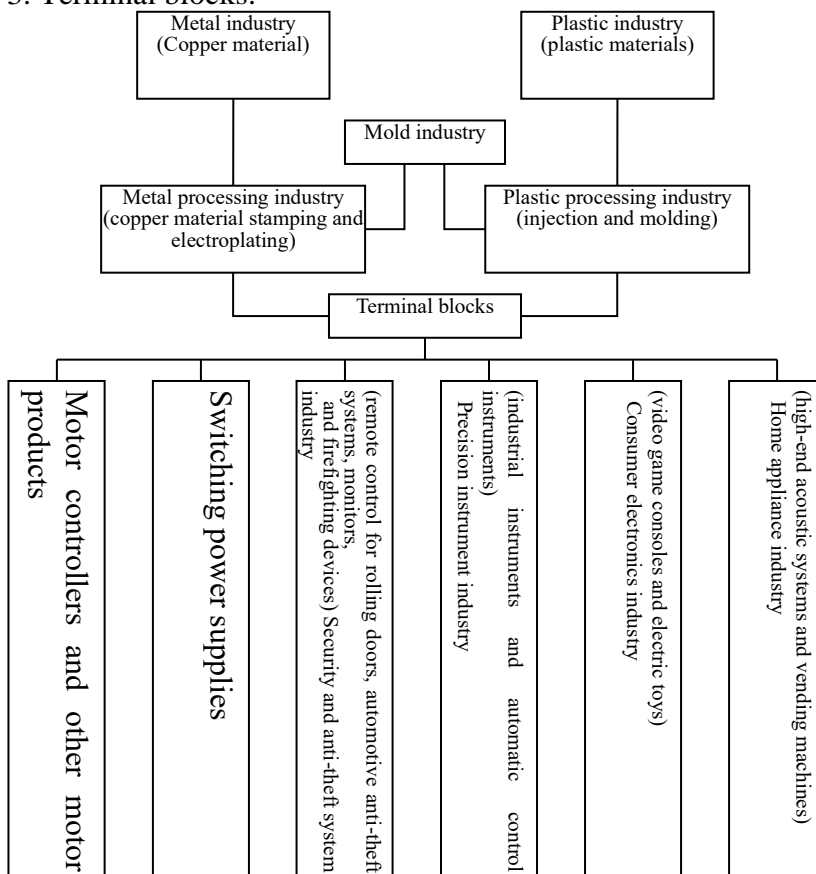 3. Terminal blocks:
Metal industry
(Copper material)
Plastic industry
(plastic materials)
Mold industry
Metal processing industry
(copper material stamping and
electroplating)
Plastic processing industry
(injection and molding)
Terminal blocks
Motor controllers and other motor
products
Switching power supplies
(remote control for rolling doors, automotive anti-theft
systems, monitors,
and firefighting devices) Security and anti-theft system
industry
(industrial instruments and automatic control
instruments)
Precision instrument industry
(video game consoles and electric toys)
Consumer electronics industry
(high-end acoustic systems and vending machines)
Home appliance industry